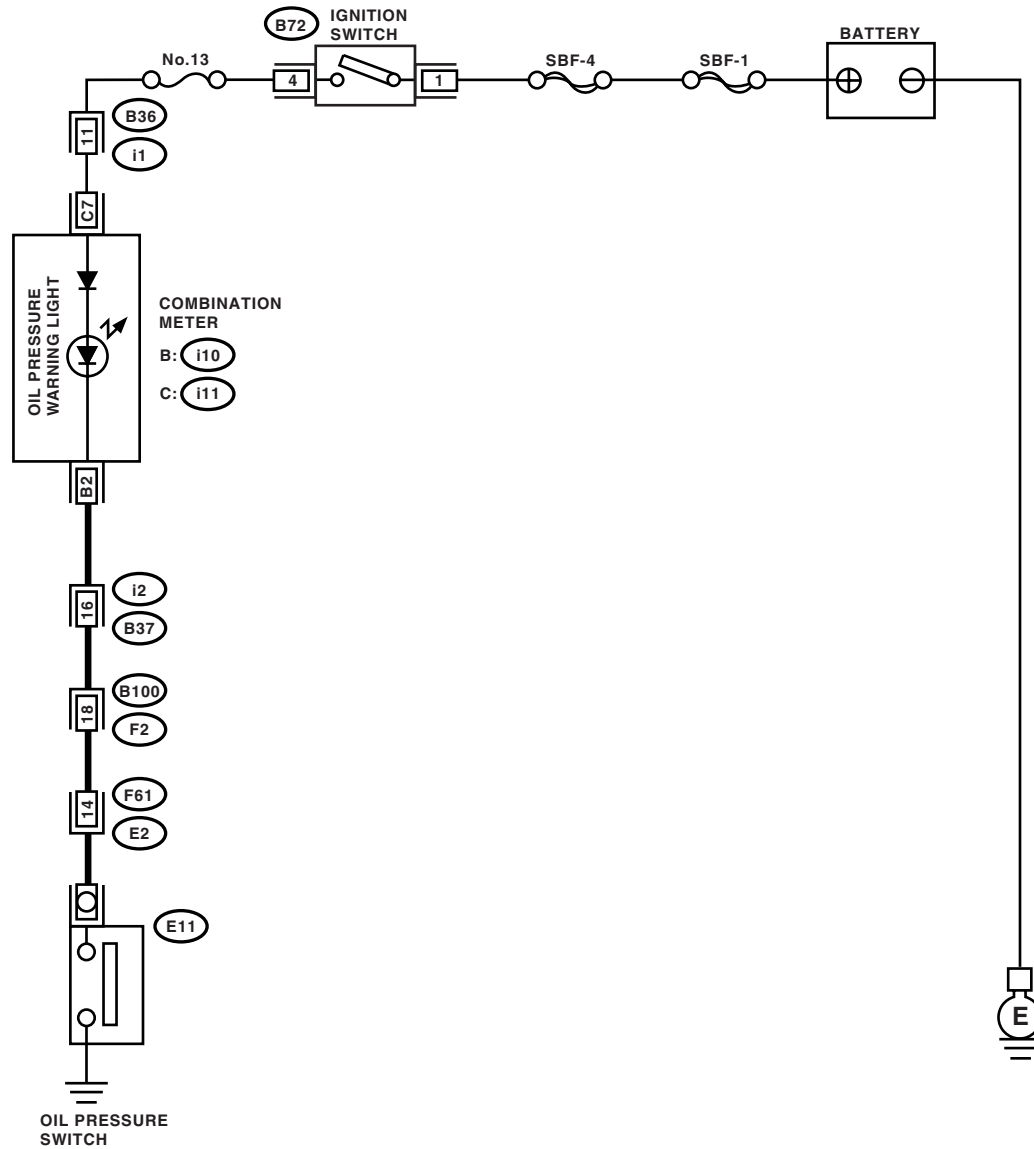 B72
IGNITION
SWITCH
BATTERY
No.13
4
1
SBF-4
SBF-1
11
B36
i1
C7
OIL PRESSURE
WARNING LIGHT
COMBINATION
METER
B: i10
C: i11
B2
16
i2
B37
18
B100
F2
14
F61
E2
E11
E
OIL PRESSURE
SWITCH